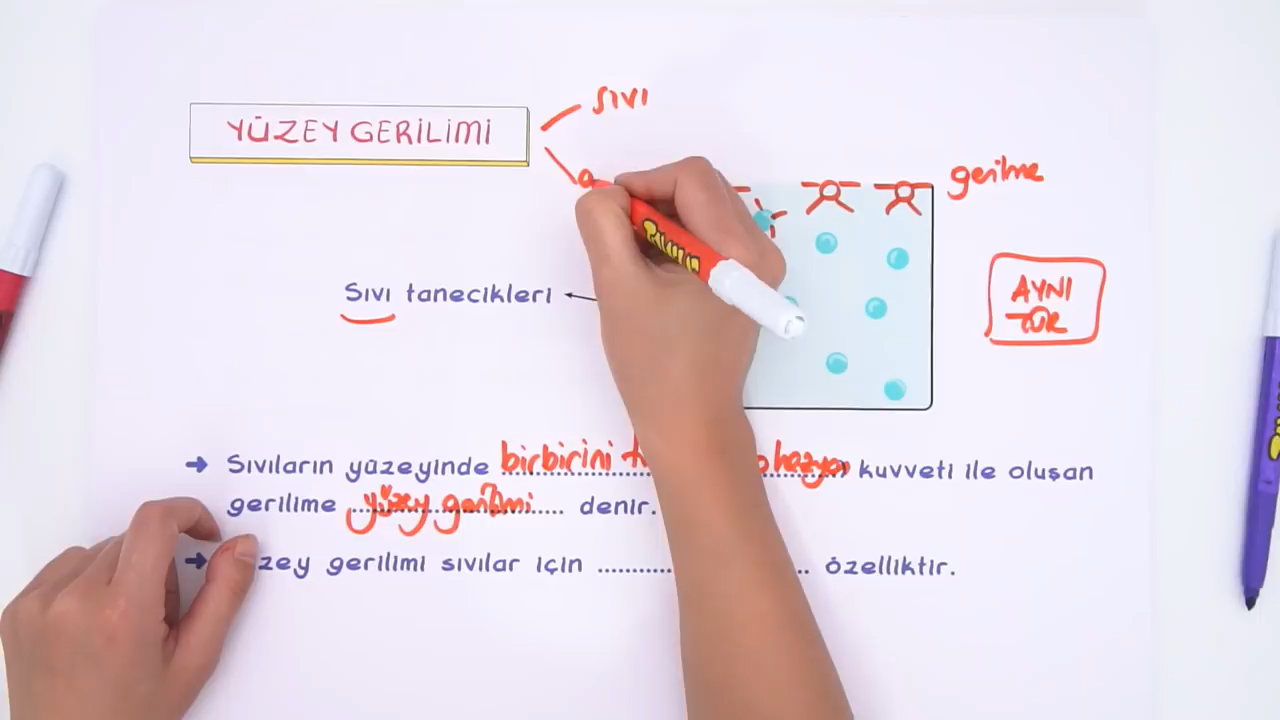 YÜZEY GERİLİMİ
sıvı
gerilme
Sıvı tanecikleri
AYNI
TÜR
→ Sıvıların yüzeyinde birbirini kuvveti ile oluşan
gerilime yüzey gerilimi denir.
zey gerilimi sıvılar için .......... .. özelliktir.